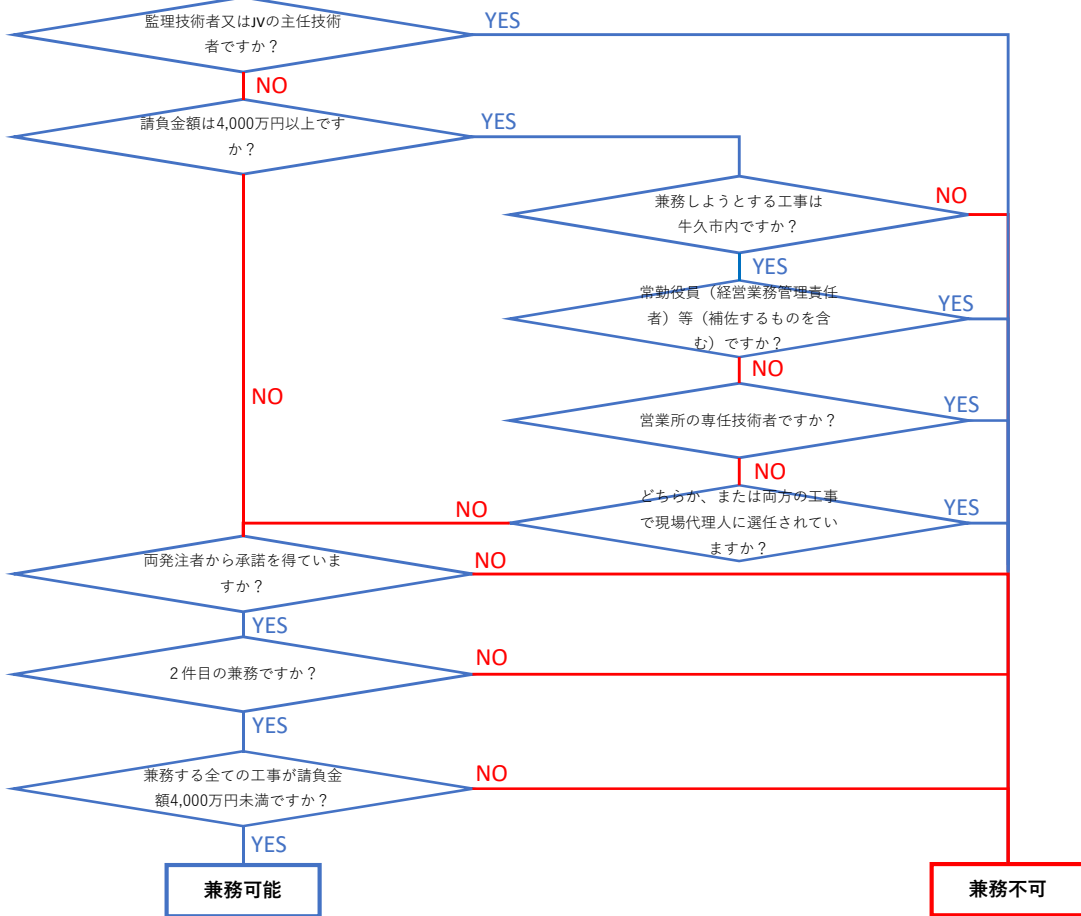 監理技術者又はJVの主任技術
者ですか？
YES
NO
請負金額は4,000万円以上です
か？
YES
兼務しようとする工事は
牛久市内ですか？
NO
YES
常勤役員（経営業務管理責任
者）等（補佐するものを含
む）ですか？
YES
NO
NO
営業所の専任技術者ですか？
YES
NO
どちらか、または両方の工事
で現場代理人に選任されてい
ますか？
NO
YES
両発注者から承諾を得ていま
すか？
NO
YES
２件目の兼務ですか？
NO
YES
兼務する全ての工事が請負金
額4,000万円未満ですか？
NO
YES
兼務可能
兼務不可